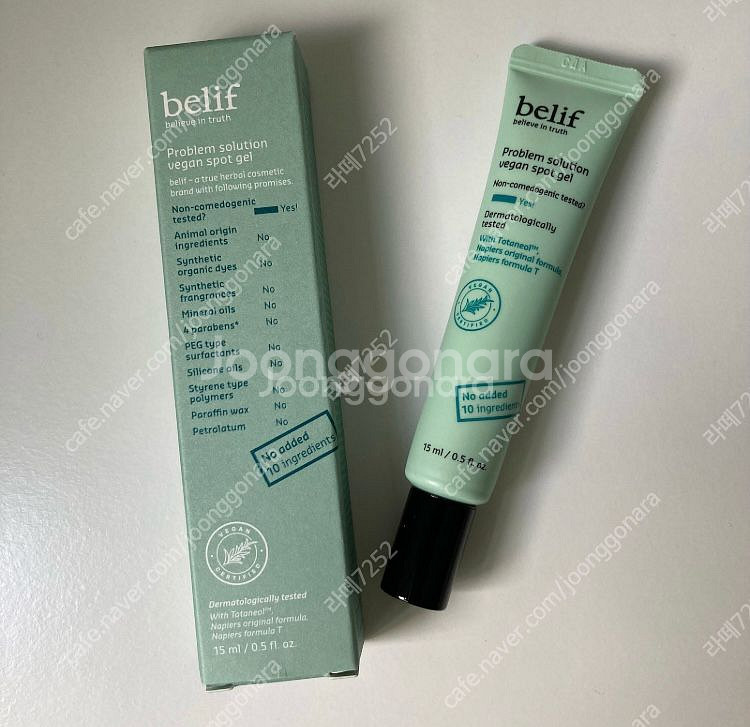 belif
believe in truth
Problem solution
vegan spot gel
belif – a true herbal cosmetic
brand with following promises.
Non-comedogenic
tested? Yes!
Animal origin
ingredients No
Synthetic
organic dyes No
Synthetic
frangrances No
Mineral oils No
4 parabens* No
PEG type
surfactants No
Silicone oils No
Styrene type
polymers No
Paraffin wax No
Petrolatum No
No added
10 ingredients
VEGAN
CERTIFIED
Dermatologically tested
With Totaneol™,
Napiers original formula,
Napiers formula T
15 ml / 0.5 fl. oz.
belif
believe in truth
Problem solution
vegan spot gel
Non-comedogenic tested?
Yes!
Dermatologically
tested
With Totaneol™,
Napiers original formula,
Napiers formula T
VEGAN
CERTIFIED
No added
10 ingredients
15 ml / 0.5 fl. oz.
joonggonara
joonggonara
cafe.naver.com/joonggonara
라떼7252